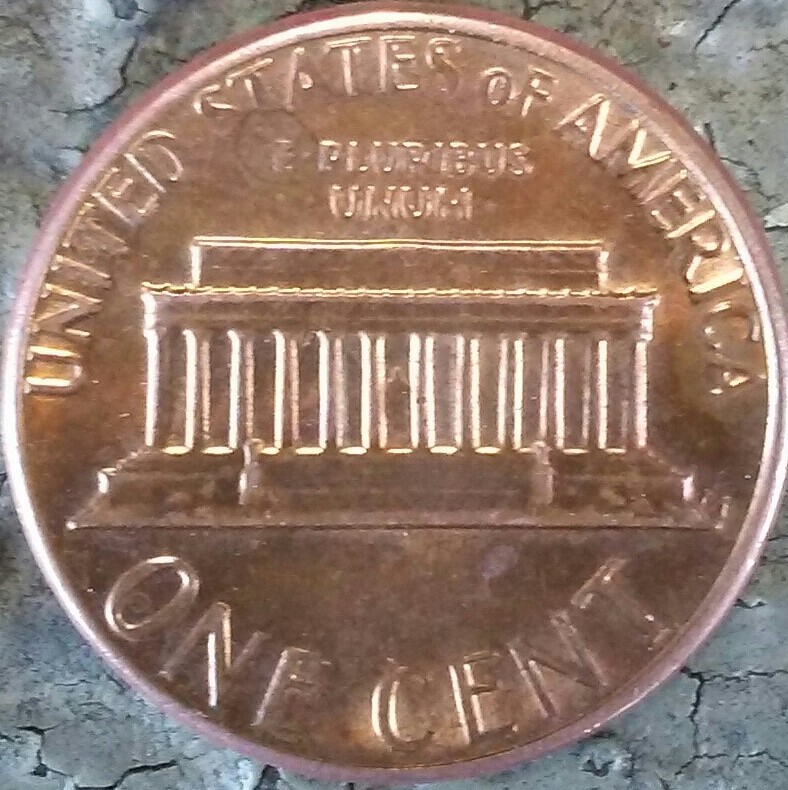 UNITED STATES OF AMERICA
E PLURIBUS
UNUM
ONE CENT